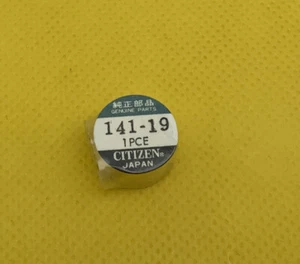 純正部品
GENUINE PARTS
141-19
1PCE
CITIZEN®
JAPAN